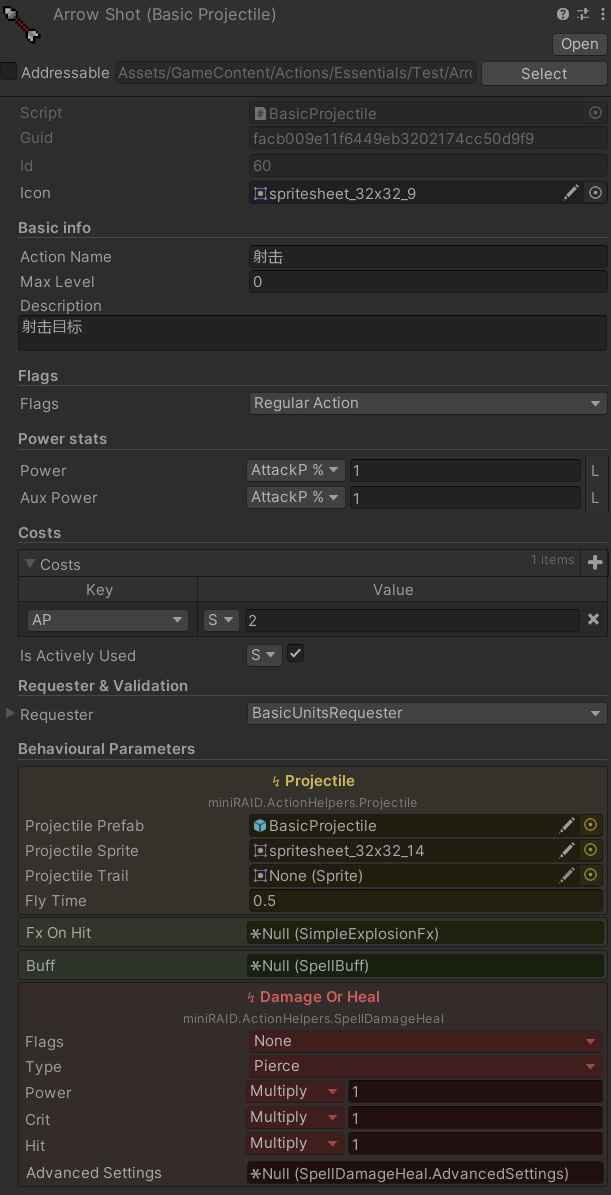 Arrow Shot (Basic Projectile)
Open
Addressable Assets/GameContent/Actions/Essentials/Test/Arro Select
Script BasicProjectile
Guid facb009e11f6449eb3202174cc50d9f9
Id 60
Icon spritesheet_32x32_9
Basic info
Action Name 射击
Max Level 0
Description
射击目标
Flags
Flags Regular Action
Power stats
Power AttackP % 1 L
Aux Power AttackP % 1 L
Costs
Costs 1 items
Key Value
AP S 2
Is Actively Used S
Requester & Validation
Requester BasicUnitsRequester
Behavioural Parameters
Projectile
miniRAID.ActionHelpers.Projectile
Projectile Prefab BasicProjectile
Projectile Sprite spritesheet_32x32_14
Projectile Trail None (Sprite)
Fly Time 0.5
Fx On Hit Null (SimpleExplosionFx)
Buff Null (SpellBuff)
Damage Or Heal
miniRAID.ActionHelpers.SpellDamageHeal
Flags None
Type Pierce
Power Multiply 1
Crit Multiply 1
Hit Multiply 1
Advanced Settings Null (SpellDamageHeal.AdvancedSettings)